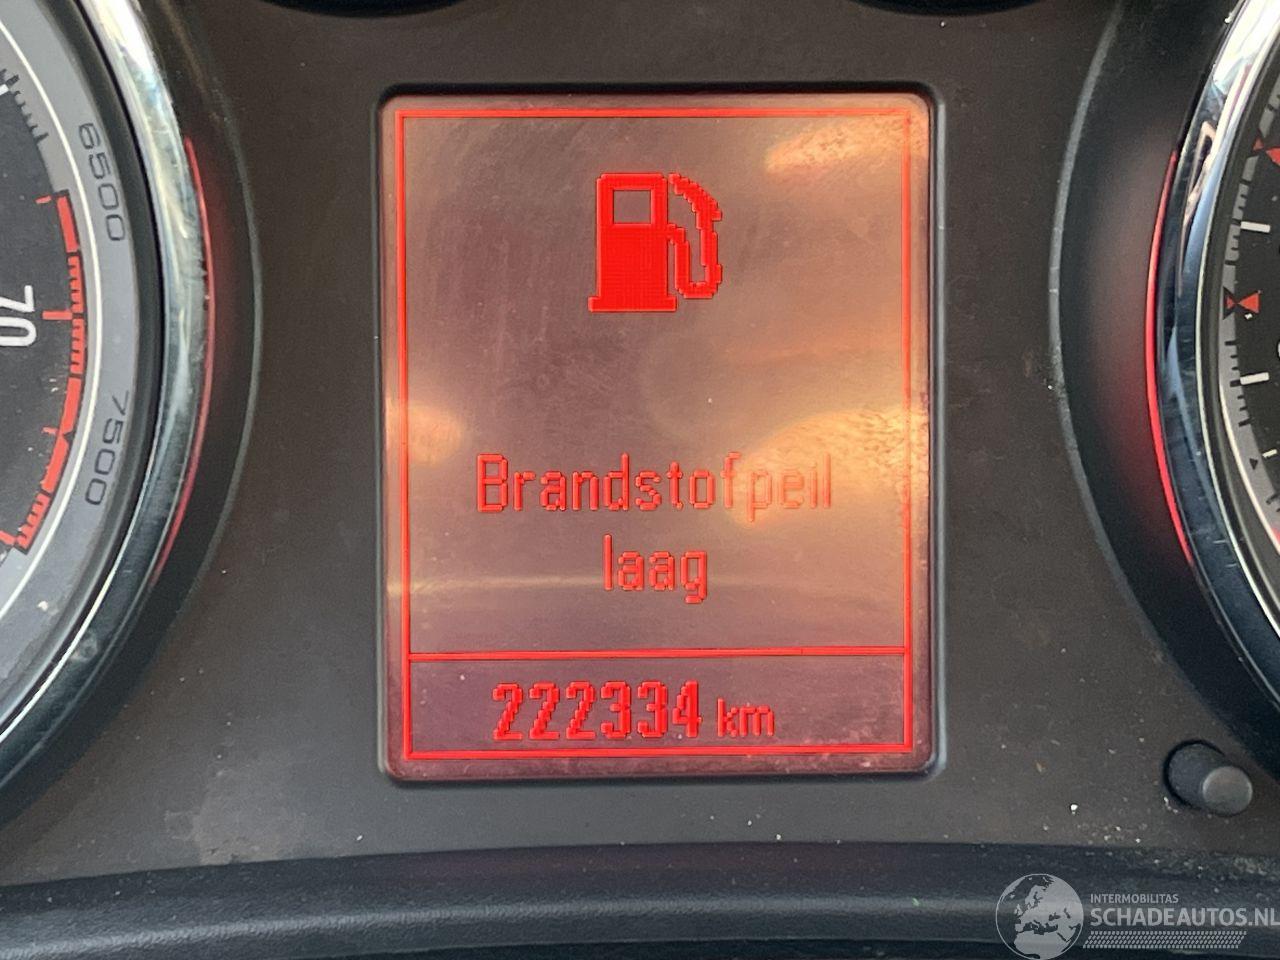 6500
70
7500
Brandstofpeil
laag
222334 km
INTERMOBILITAS
SCHADEAUTOS.NL